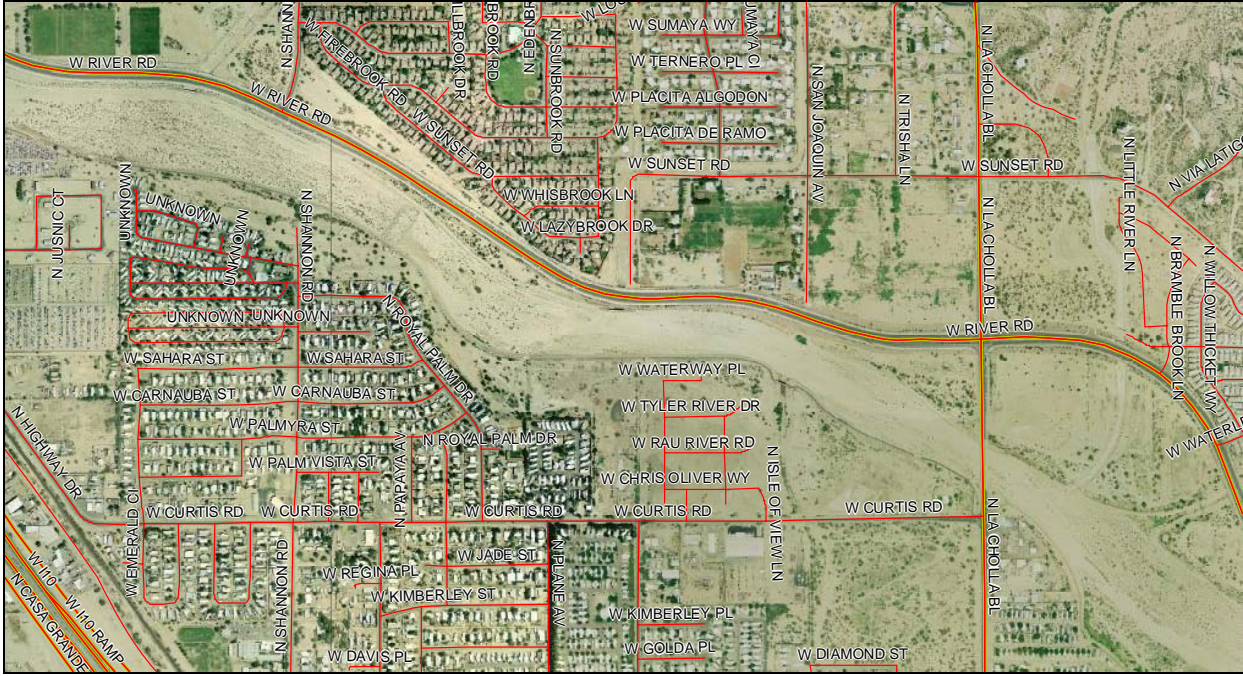 W RIVER RD
N SHANN
W FIREBROOK RD
N SUNBROOK RD
W SUMAYA WY
W TERNERO PL
W PLACITA ALGODON
W PLACITA DE RAMO
W SUNSET RD
N SAN JOAQUIN AV
N TRISHA LN
N LA CHOLLA BL
W SUNSET RD
N LITTLE RIVER LN
N VIA LATIG
W RIVER RD
W SUNSET RD
W WHISBROOK LN
W LAZYBROOK DR
N JUSNIC CT
UNKNOWN
UNKNOWN
UNKNOWN
N SHANNON RD
N LA CHOLLA BL
N BRAMBLE BROOK LN
N WILLOW THICKET WY
UNKNOWN
UNKNOWN
N ROYAL PALM DR
W RIVER RD
W SAHARA ST
W SAHARA ST
W WATERWAY PL
W CARNAUBA ST
W CARNAUBA ST
W TYLER RIVER DR
W PALMYRA ST
N ROYAL PALM DR
W RAU RIVER RD
W PALM VISTA ST
N PAPAYA AV
W CHRIS OLIVER WY
N ISLE OF VIEW LN
N HIGHWAY DR
W CURTIS RD
W CURTIS RD
W CURTIS RD
W CURTIS RD
W CURTIS RD
N LA CHOLLA BL
W EMERALD CI
N SHANNON RD
W REGINA PL
W JADE ST
N PLANE AV
W KIMBERLEY ST
W KIMBERLEY PL
W I10
W I10 RAMP
N CASA GRANDE
W DAVIS PL
W GOLDA PL
W DIAMOND ST